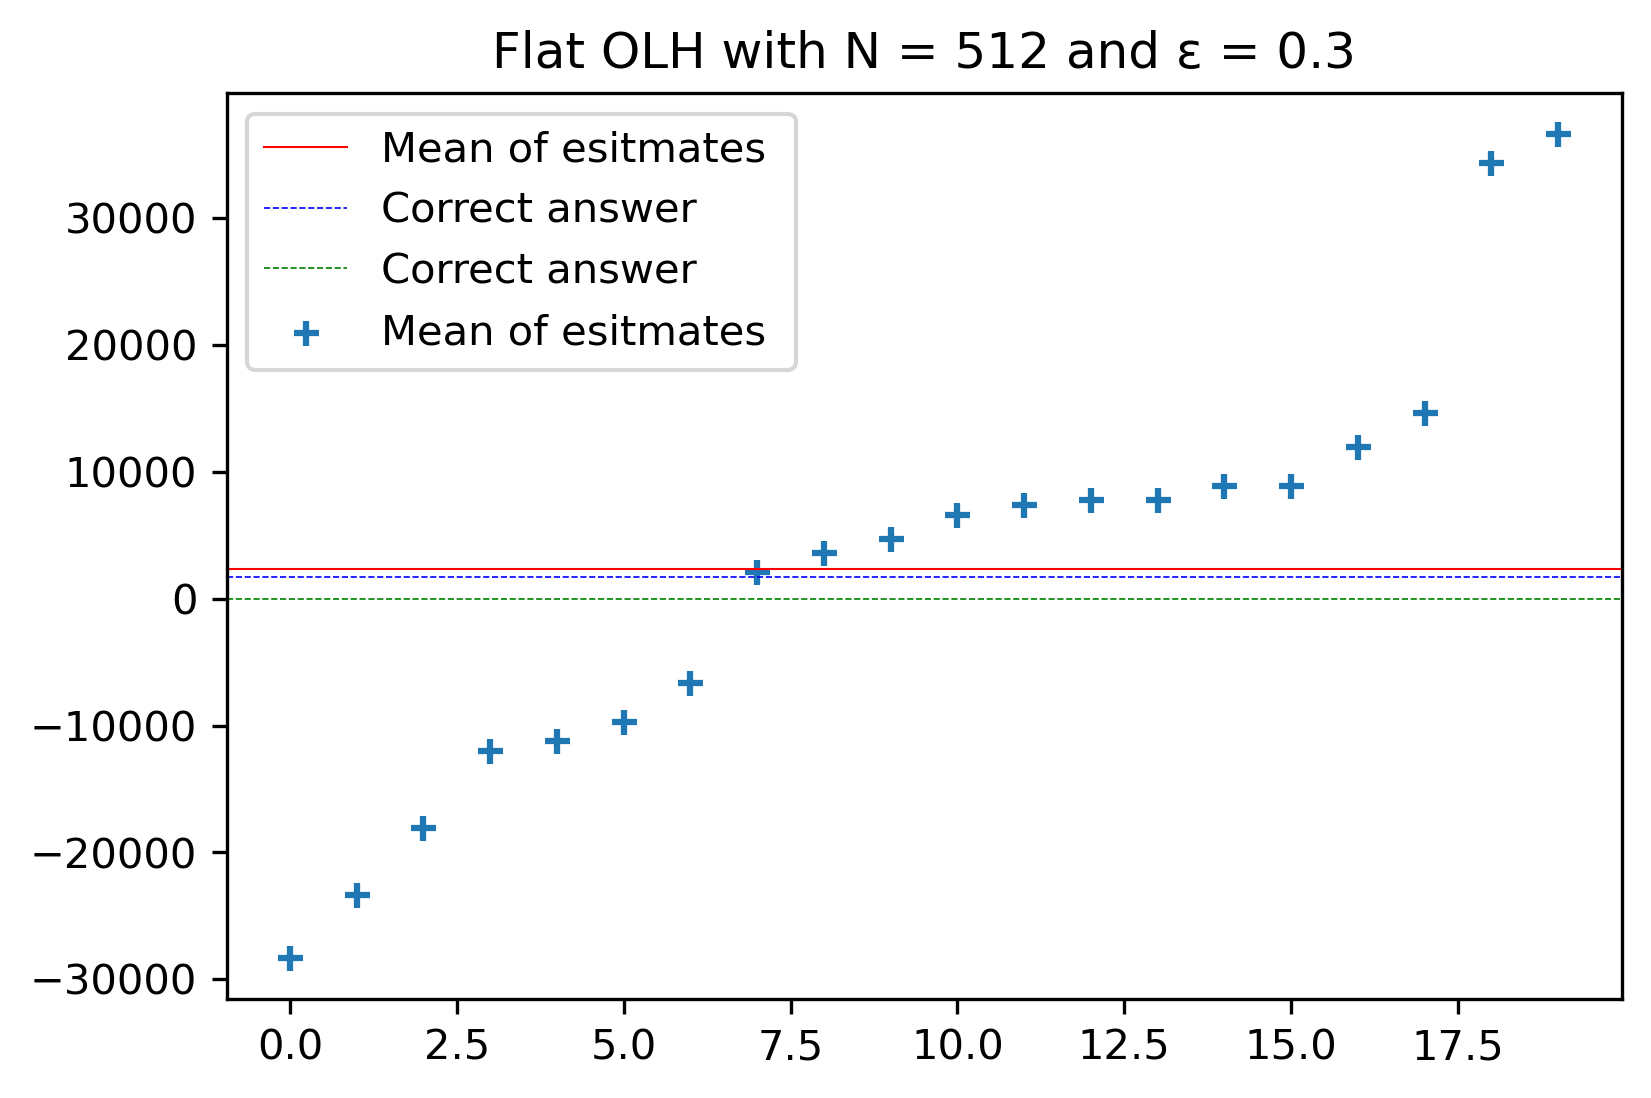 Flat OLH with N = 512 and ε = 0.3
Mean of esitmates
Correct answer
Correct answer
Mean of esitmates
30000
20000
10000
0
−10000
−20000
−30000
0.0 2.5 5.0 7.5 10.0 12.5 15.0 17.5